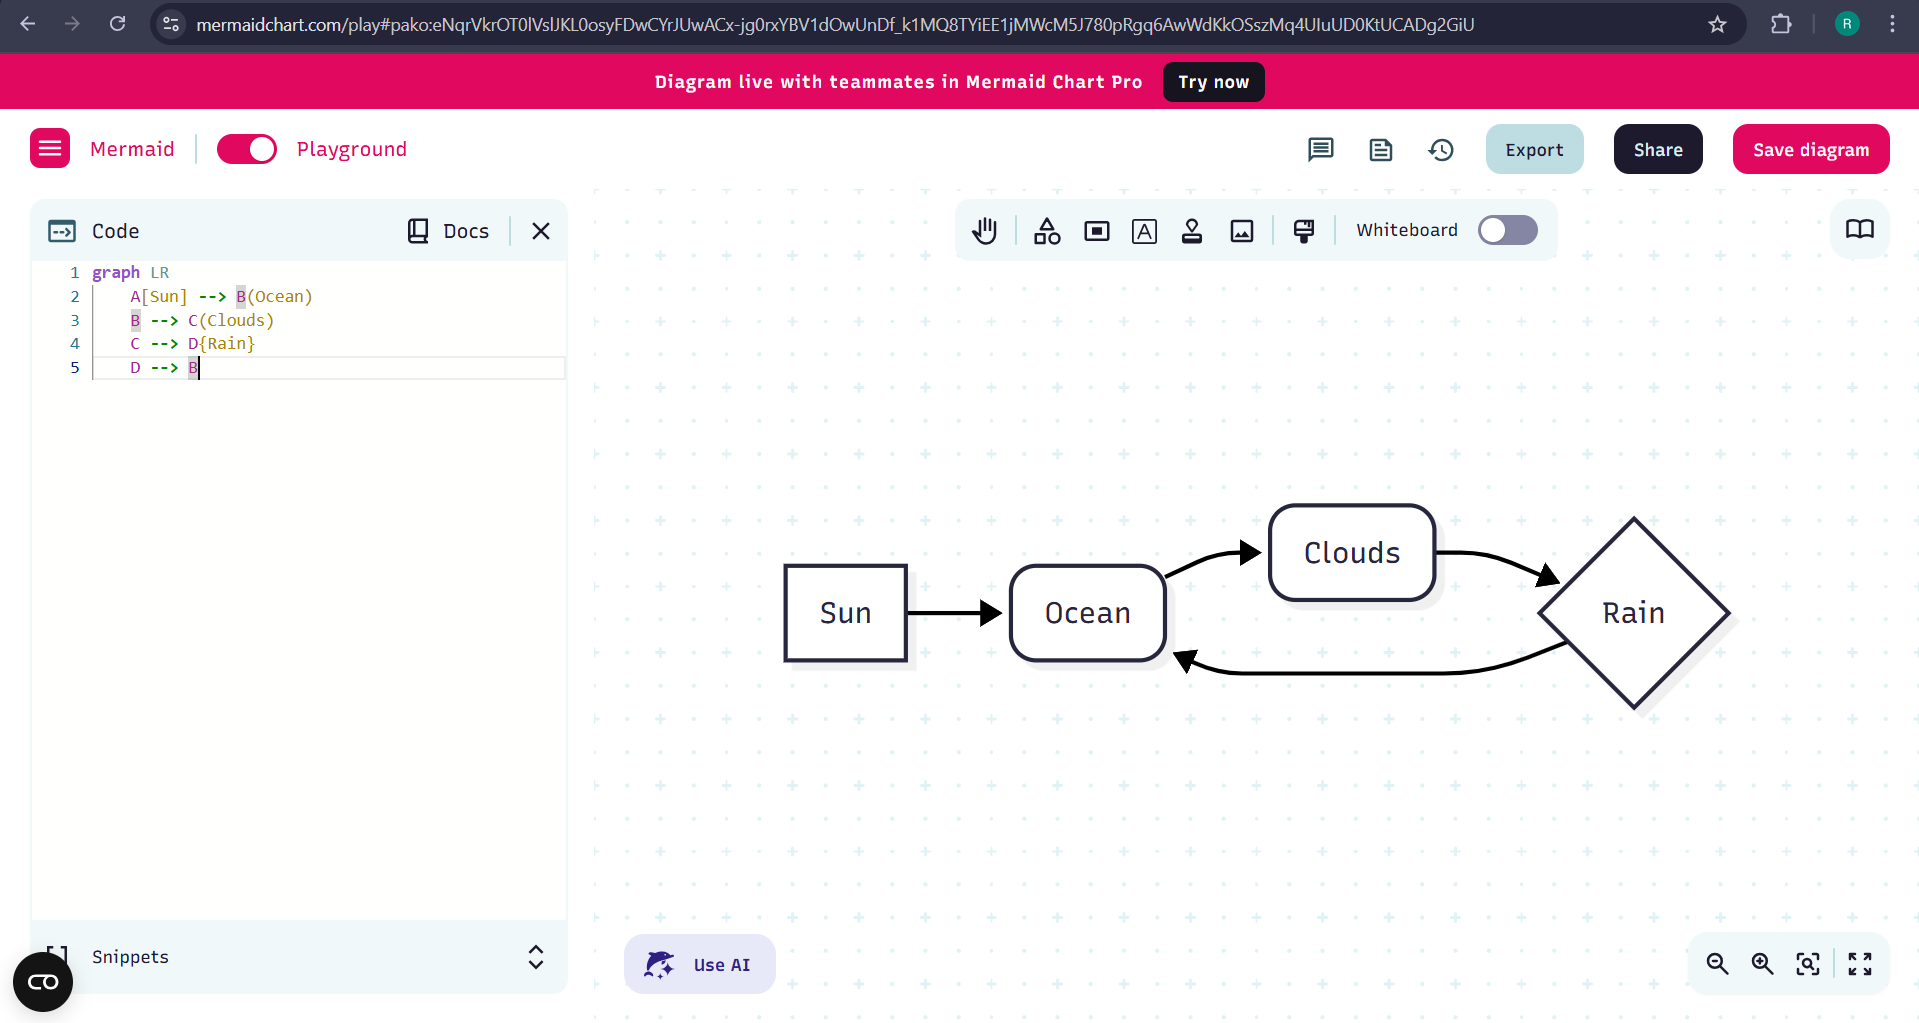 mermaidchart.com/play#pako:eNqrVkrOT0lVslJKL0osyFDwCYrJUwACx-jg0rxYBV1dOwUnDf_k1MQ8TYiEE1jMWcM5J780pRgq6AwWdKkOSszMq4UIuUD0KtUCADg2GiU
R
Diagram live with teammates in Mermaid Chart Pro Try now
Mermaid Playground Export Share Save diagram
Code Docs
A Whiteboard
1 graph LR
2 A[Sun] --> B(Ocean)
3 B --> C(Clouds)
4 C --> D{Rain}
5 D --> B
Clouds
Sun Ocean Rain
Snippets
Use AI